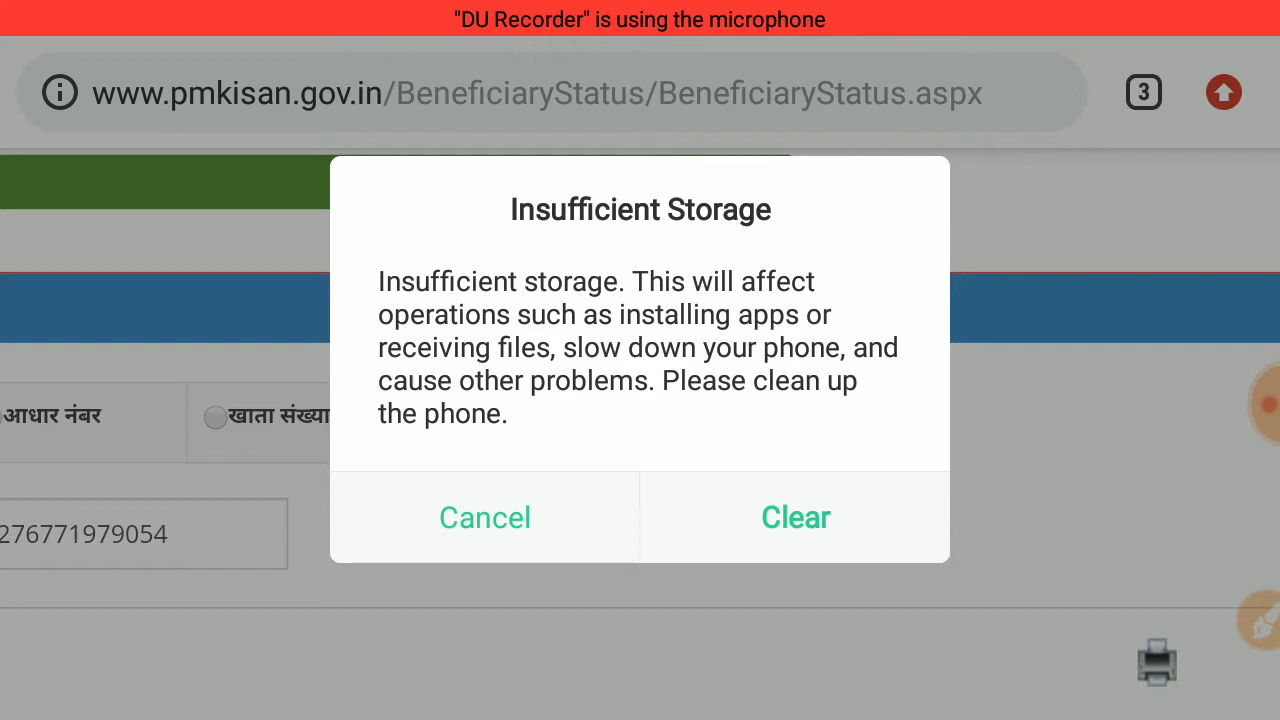 "DU Recorder" is using the microphone
www.pmkisan.gov.in/BeneficiaryStatus/BeneficiaryStatus.aspx
3
Insufficient Storage
Insufficient storage. This will affect
operations such as installing apps or
receiving files, slow down your phone, and
cause other problems. Please clean up
the phone.
Cancel
Clear
आधार नंबर
खाता संख्या
276771979054